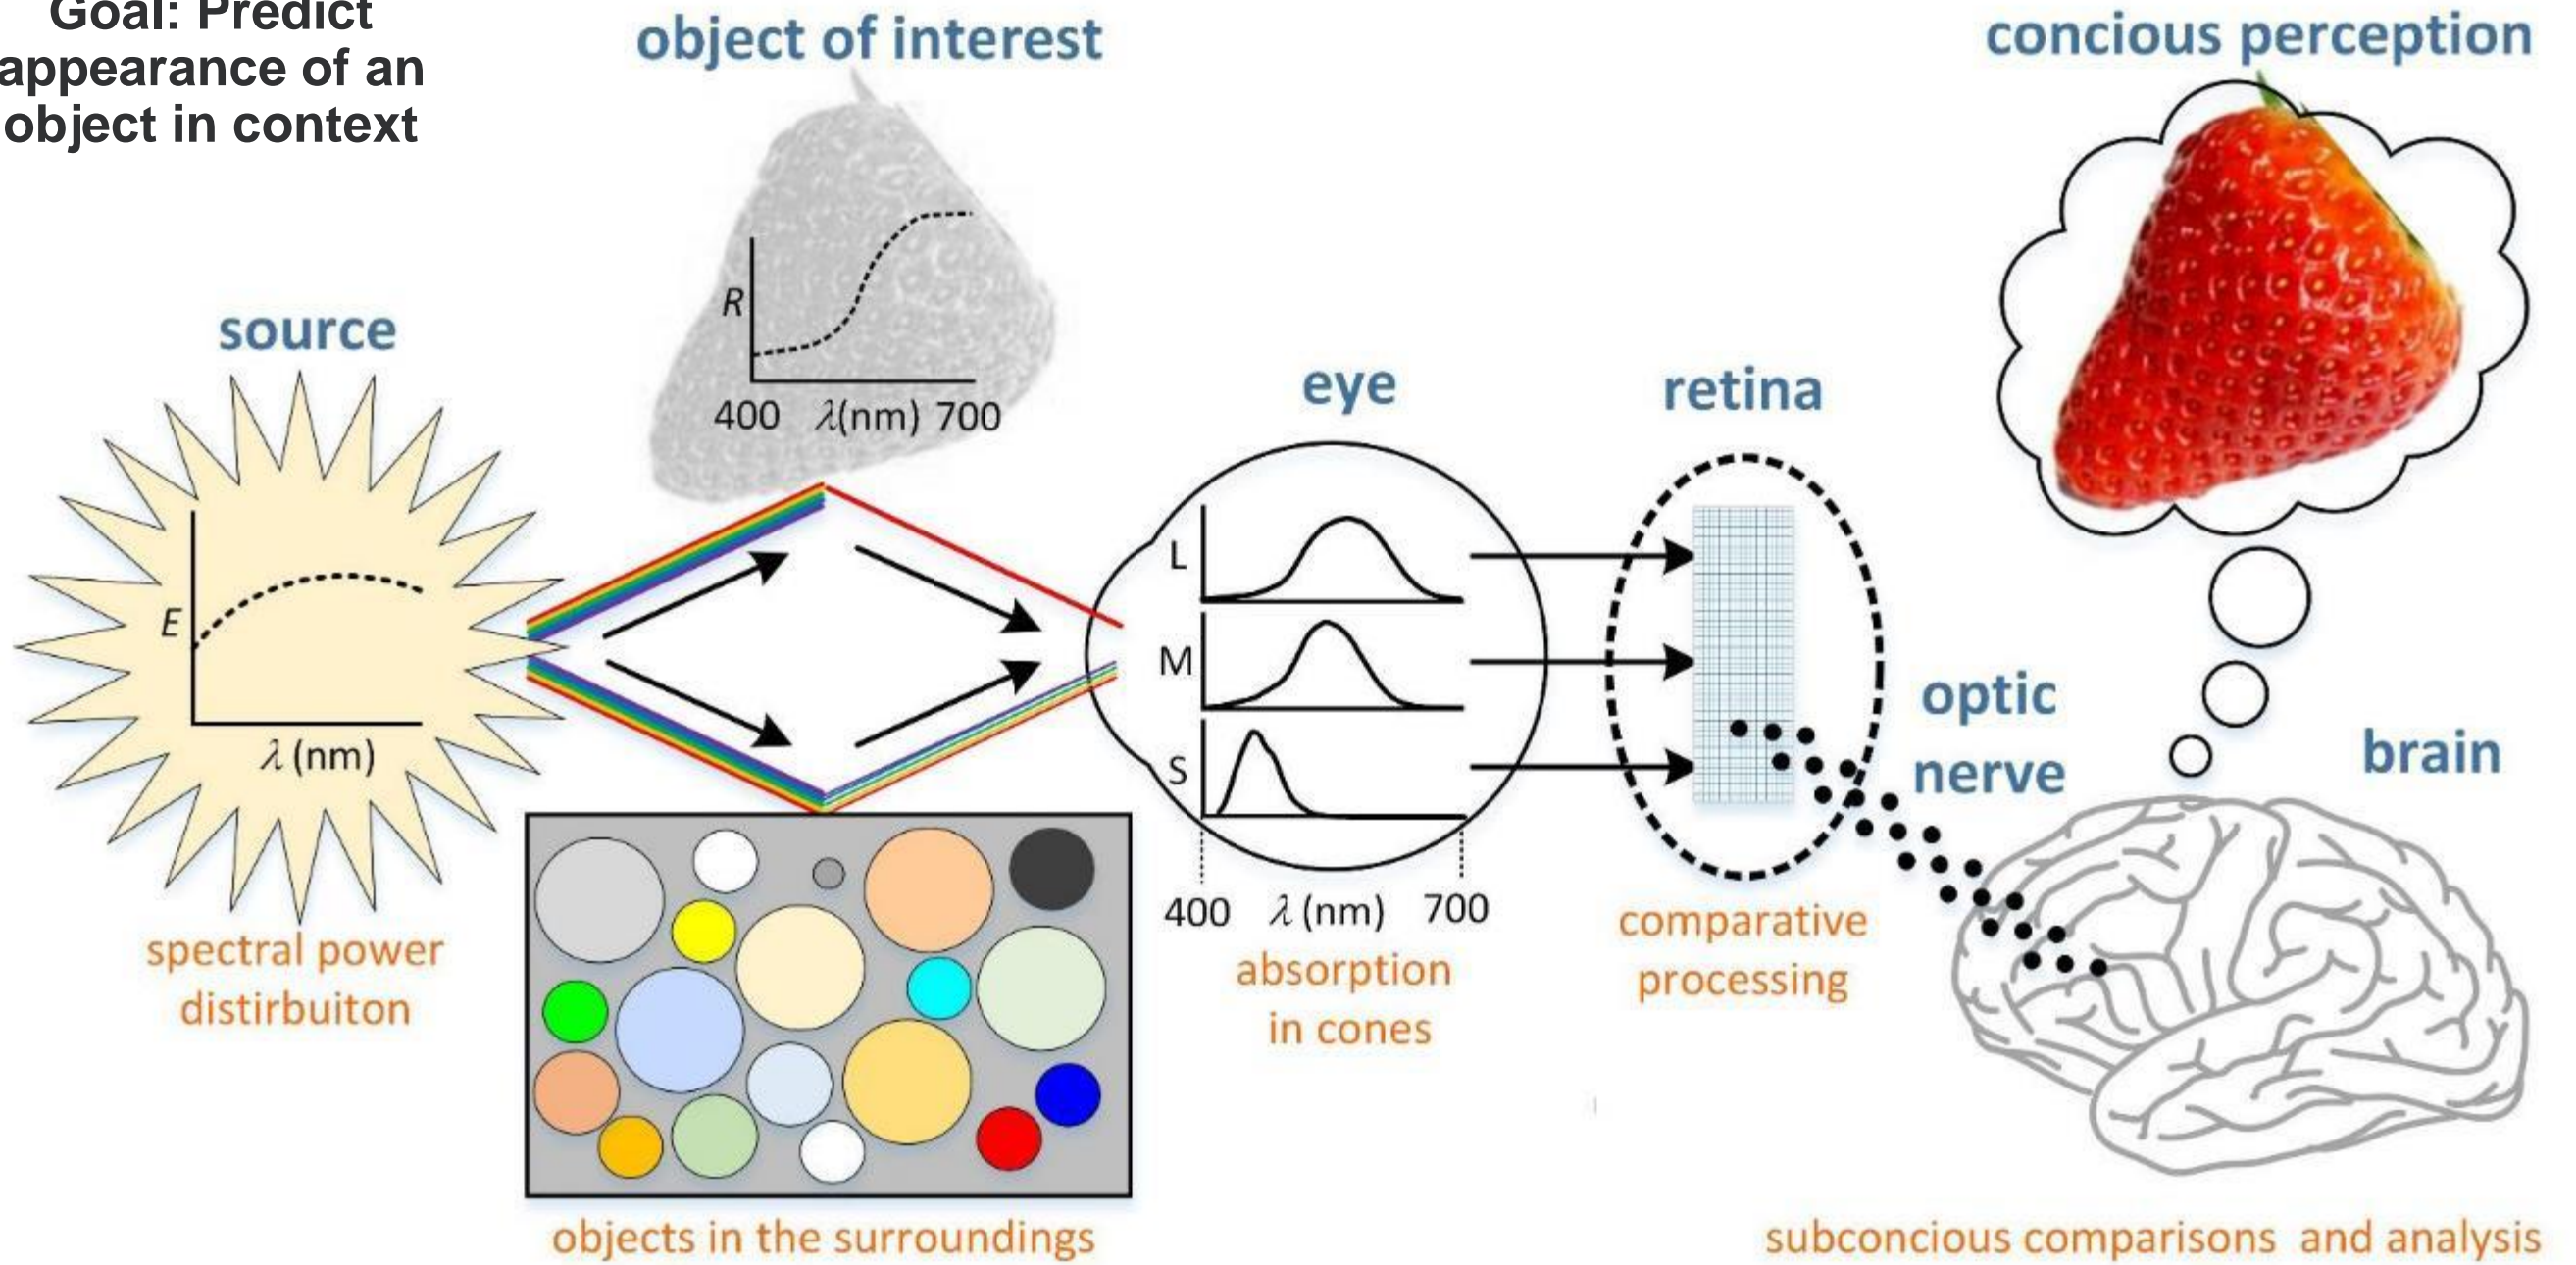 Goal: Predict
appearance of an
object in context
object of interest
concious perception
R
400 λ(nm) 700
source
E
λ (nm)
spectral power
distirbuiton
eye
L
M
S
400 λ (nm) 700
absorption
in cones
retina
comparative
processing
optic
nerve
brain
objects in the surroundings
subconcious comparisons and analysis